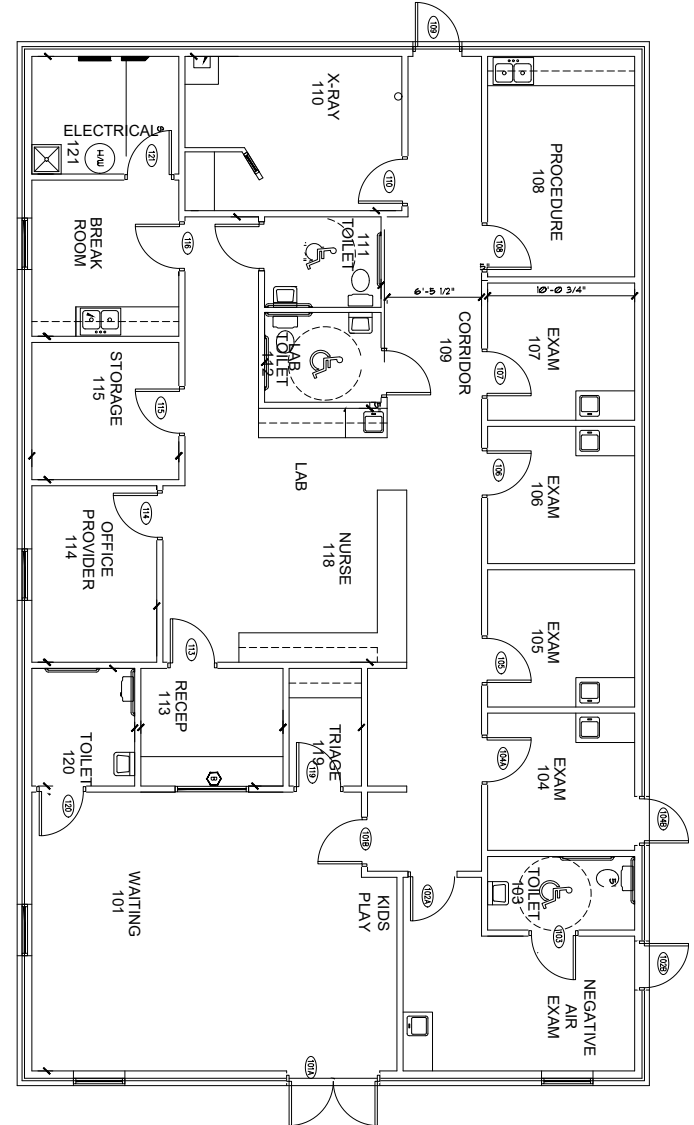 109
X-RAY
110
PROCEDURE
108
ELECTRICAL
121
H/W
121
110
BREAK
ROOM
116
TOILET
111
108
6'-5 1/2"
10'-0 3/4"
CORRIDOR
109
EXAM
107
107
LAB
TOILET
112
STORAGE
115
115
LAB
EXAM
106
106
OFFICE
PROVIDER
114
114
NURSE
118
EXAM
105
105
113
RECEP
113
TRIAGE
119
119
TOILET
120
120
B
EXAM
104
104A
104B
101B
WAITING
101
KIDS
PLAY
102A
TOILET
103
103
102B
NEGATIVE
AIR
EXAM
101A